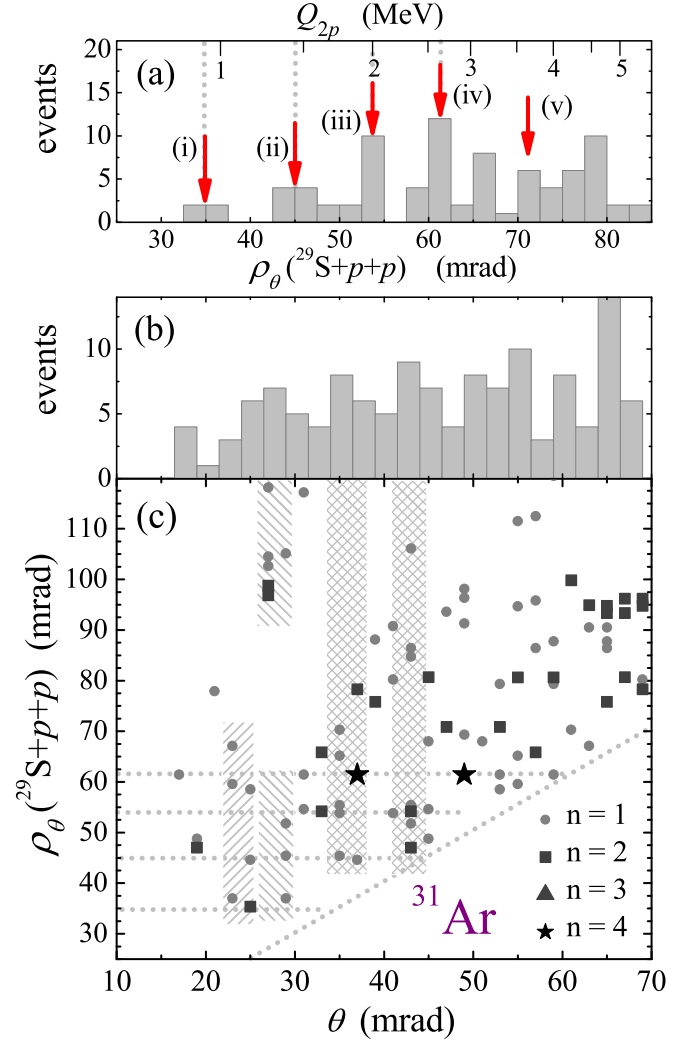 Q2p (MeV)
1 2 3 4 5
(a)
(i) (ii) (iii) (iv) (v)
events
20
15
10
5
0
30 40 50 60 70 80
ρθ(²⁹S+p+p) (mrad)
(b)
events
10
5
0
(c)
ρθ(²⁹S+p+p) (mrad)
110
100
90
80
70
60
50
40
30
n = 1
n = 2
n = 3
n = 4
³¹Ar
10 20 30 40 50 60 70
θ (mrad)